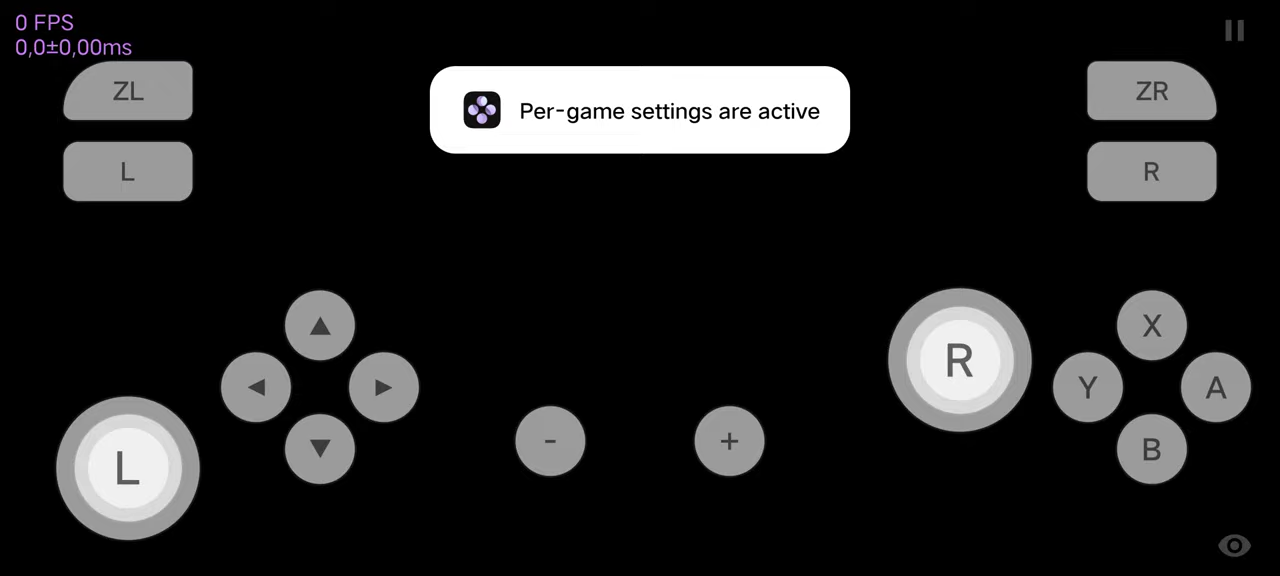 0 FPS
0,0±0,00ms
ZL
Per-game settings are active
ZR
L
R
X
R
Y
A
-
+
B
L